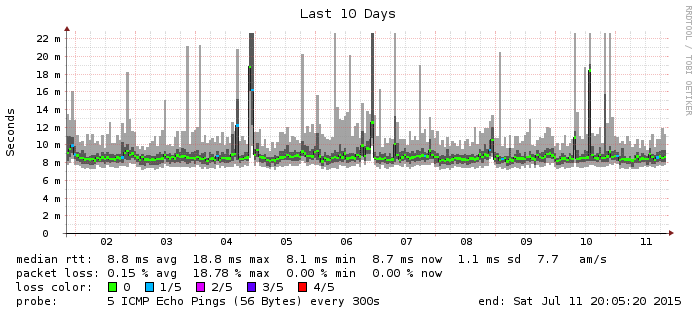 Last 10 Days
RRDTOOL / TOBI OETIKER
Seconds
22 m
20 m
18 m
16 m
14 m
12 m
10 m
8 m
6 m
4 m
2 m
0
02 03 04 05 06 07 08 09 10 11
median rtt: 8.8 ms avg 18.8 ms max 8.1 ms min 8.7 ms now 1.1 ms sd 7.7 am/s
packet loss: 0.15 % avg 18.78 % max 0.00 % min 0.00 % now
loss color: 0 1/5 2/5 3/5 4/5
probe: 5 ICMP Echo Pings (56 Bytes) every 300s end: Sat Jul 11 20:05:20 2015